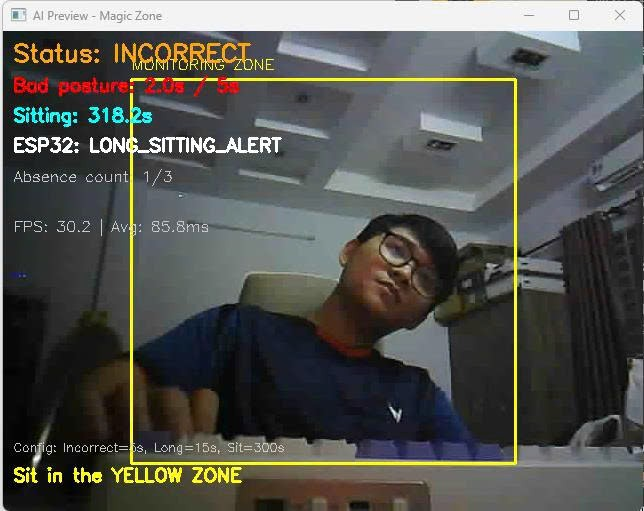 AI Preview - Magic Zone
Status: INCORRECT
MONITORING ZONE
Bad posture: 2.0s / 5s
Sitting: 318.2s
ESP32: LONG_SITTING_ALERT
Absence count: 1/3
FPS: 30.2 | Avg: 85.8ms
Config: Incorrect=5s, Long=15s, Sit=300s
Sit in the YELLOW ZONE